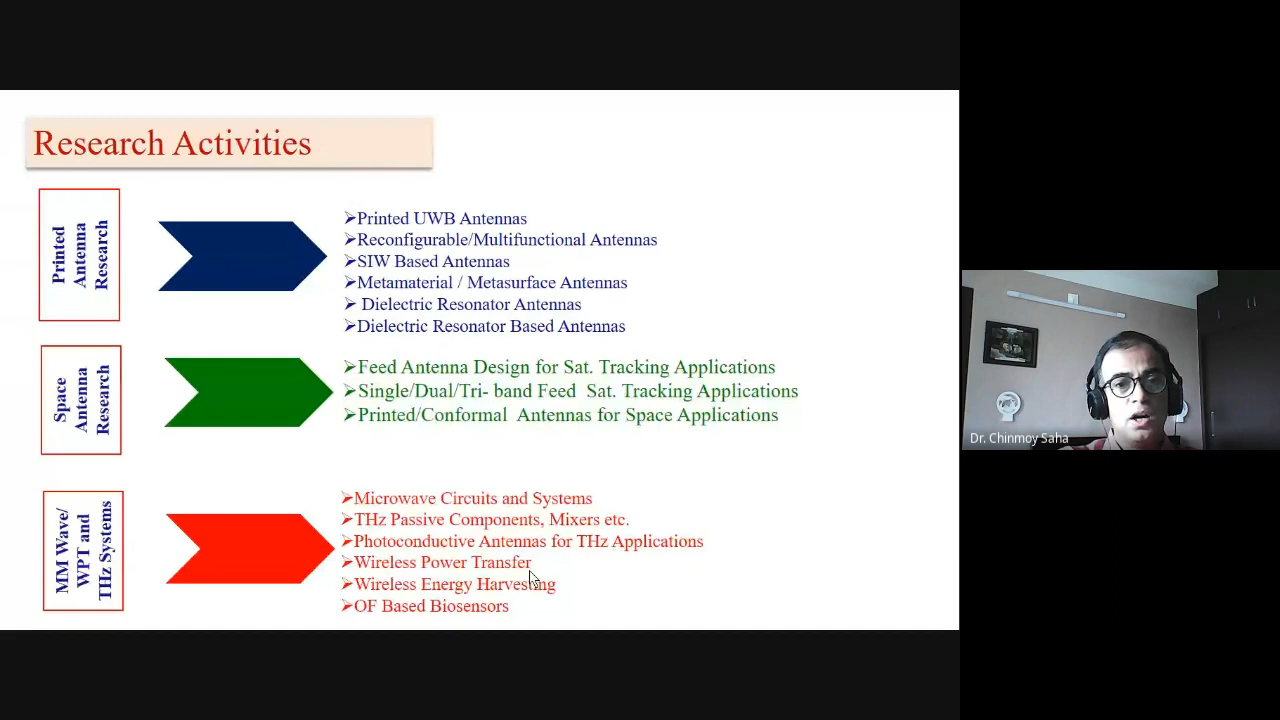 Research Activities
Printed
Antenna
Research
➢Printed UWB Antennas
➢Reconfigurable/Multifunctional Antennas
➢SIW Based Antennas
➢Metamaterial / Metasurface Antennas
➢ Dielectric Resonator Antennas
➢Dielectric Resonator Based Antennas
Space
Antenna
Research
➢Feed Antenna Design for Sat. Tracking Applications
➢Single/Dual/Tri- band Feed  Sat. Tracking Applications
➢Printed/Conformal  Antennas for Space Applications
MM Wave/
WPT and
THz Systems
➢Microwave Circuits and Systems
➢THz Passive Components, Mixers etc.
➢Photoconductive Antennas for THz Applications
➢Wireless Power Transfer
➢Wireless Energy Harvesting
➢OF Based Biosensors
Dr. Chinmoy Saha